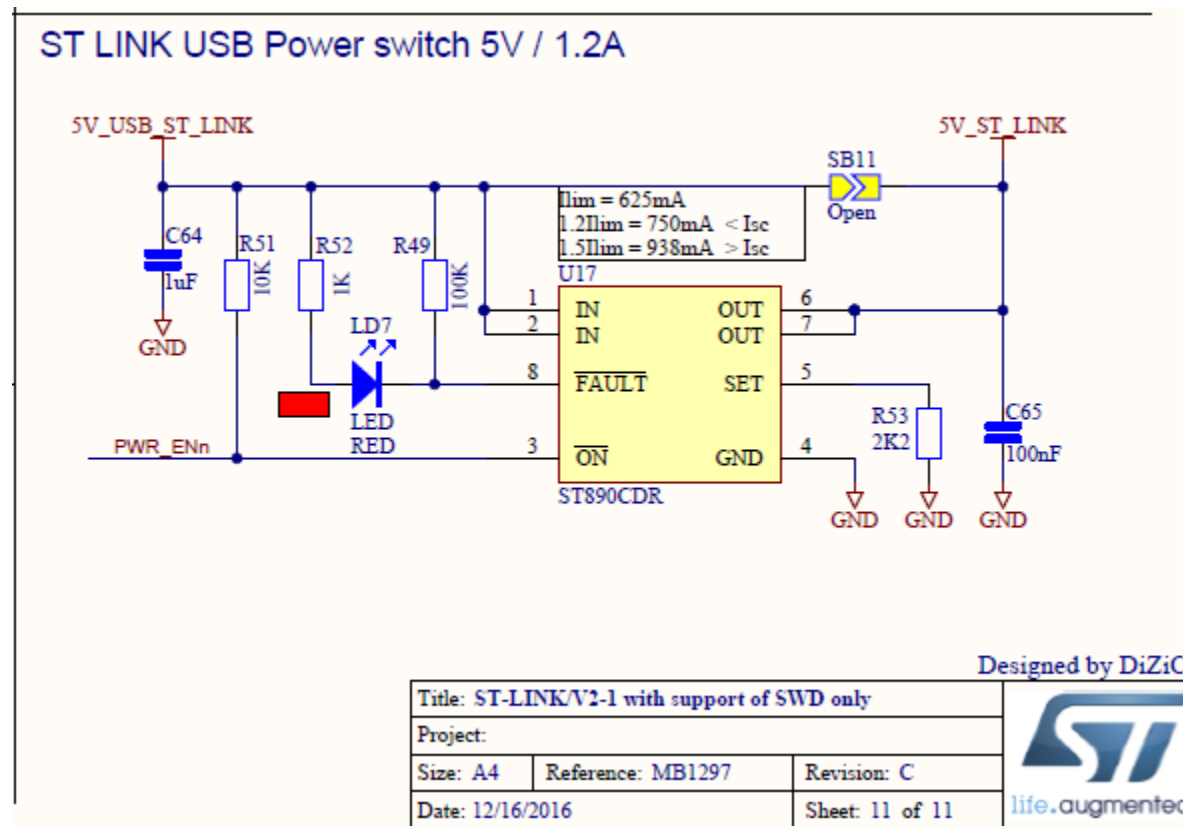 ST LINK USB Power switch 5V / 1.2A
5V_USB_ST_LINK
5V_ST_LINK
SB11
Open
Ilim = 625mA
1.2Ilim = 750mA < Isc
1.5Ilim = 938mA > Isc
C64
1uF
GND
R51
10K
R52
1K
R49
100K
LD7
LED
RED
PWR_ENn
U17
1 IN OUT 6
2 IN OUT 7
8 FAULT SET 5
3 ON GND 4
ST890CDR
R53
2K2
C65
100nF
GND
GND
GND
Designed by DiZiC
Title: ST-LINK/V2-1 with support of SWD only
Project:
Size: A4
Reference: MB1297
Revision: C
Date: 12/16/2016
Sheet: 11 of 11
ST
life.augmented